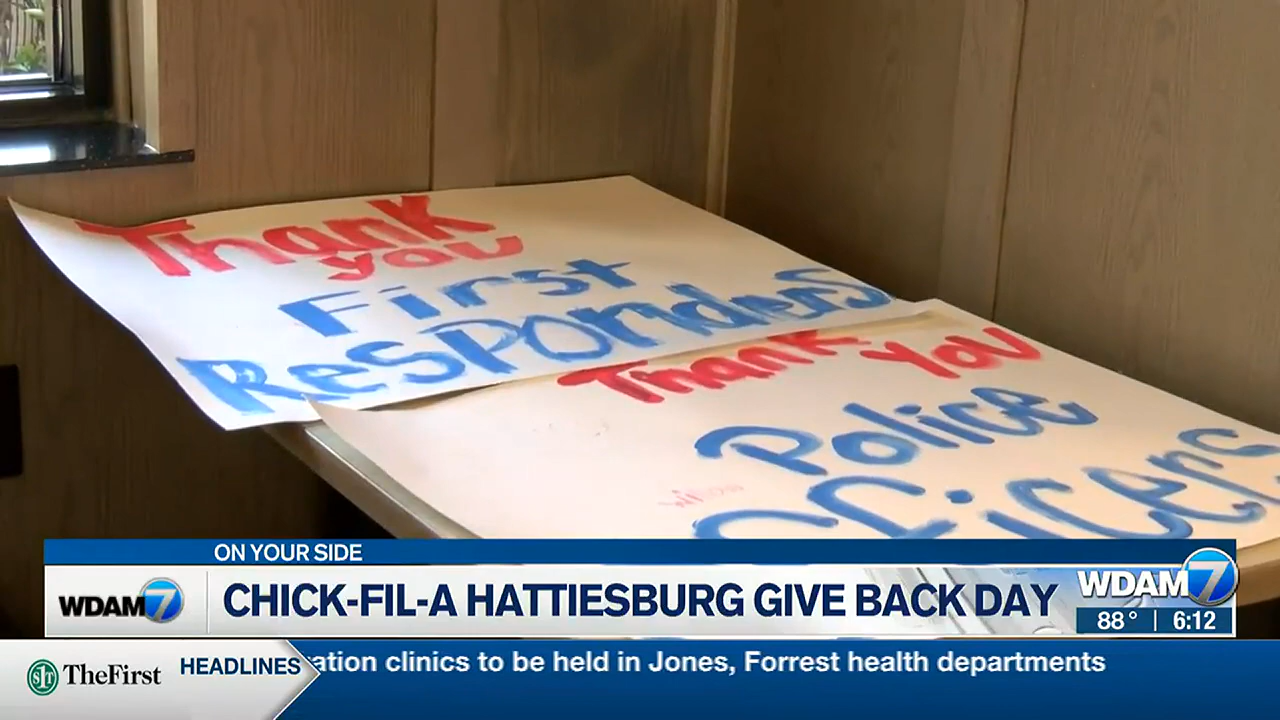 Thank
you
First
Responders
Thank You
Police
Officers
ON YOUR SIDE
WDAM7
CHICK-FIL-A HATTIESBURG GIVE BACK DAY
WDAM7
88° | 6:12
TheFirst
HEADLINES
ration clinics to be held in Jones, Forrest health departments